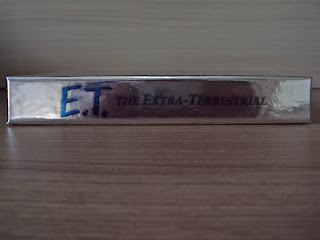 E.T. THE EXTRA-TERRESTRIAL